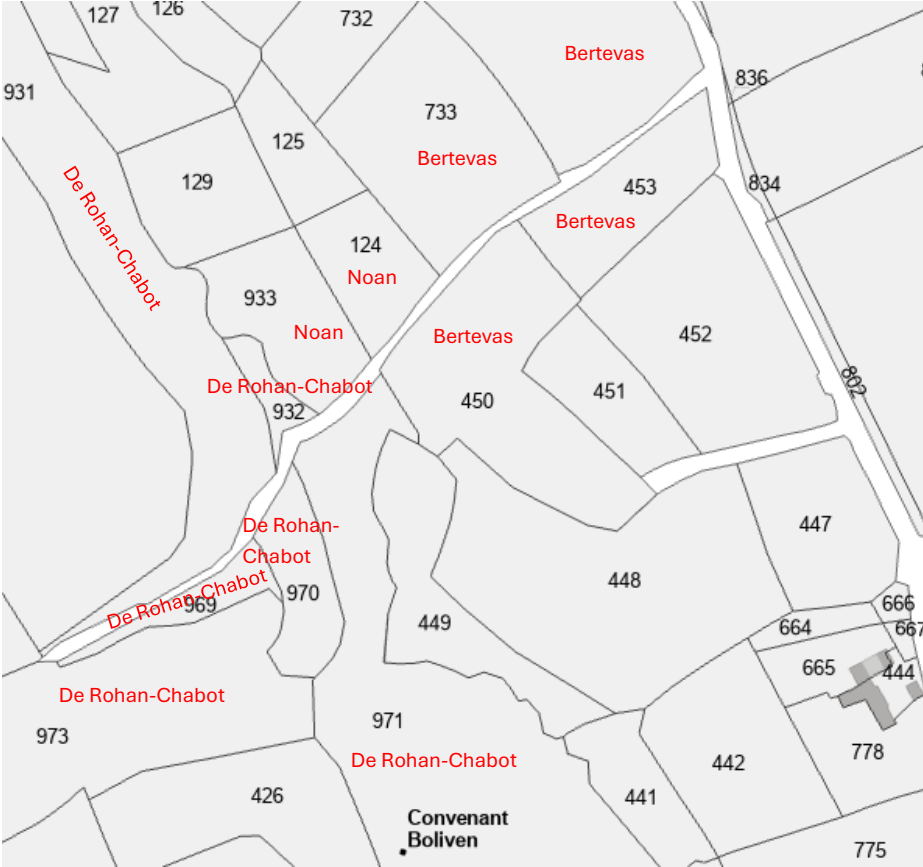 127
126
732
Bertevas
931
836
733
125
Bertevas
129
453
834
De Rohan-Chabot
Bertevas
124
Noan
933
Noan
Bertevas
452
De Rohan-Chabot
802
451
450
932
De Rohan-
Chabot
447
De Rohan-Chabot
969
970
448
449
666
664
667
665
444
De Rohan-Chabot
973
971
De Rohan-Chabot
778
442
426
441
Convenant
Boliven
775